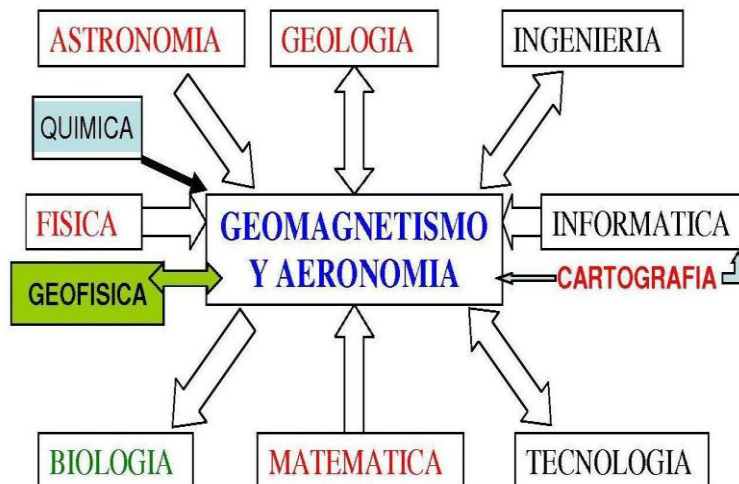 ASTRONOMIA
GEOLOGIA
INGENIERIA
QUIMICA
FISICA
GEOMAGNETISMO
Y AERONOMIA
INFORMATICA
GEOFISICA
CARTOGRAFIA
BIOLOGIA
MATEMATICA
TECNOLOGIA